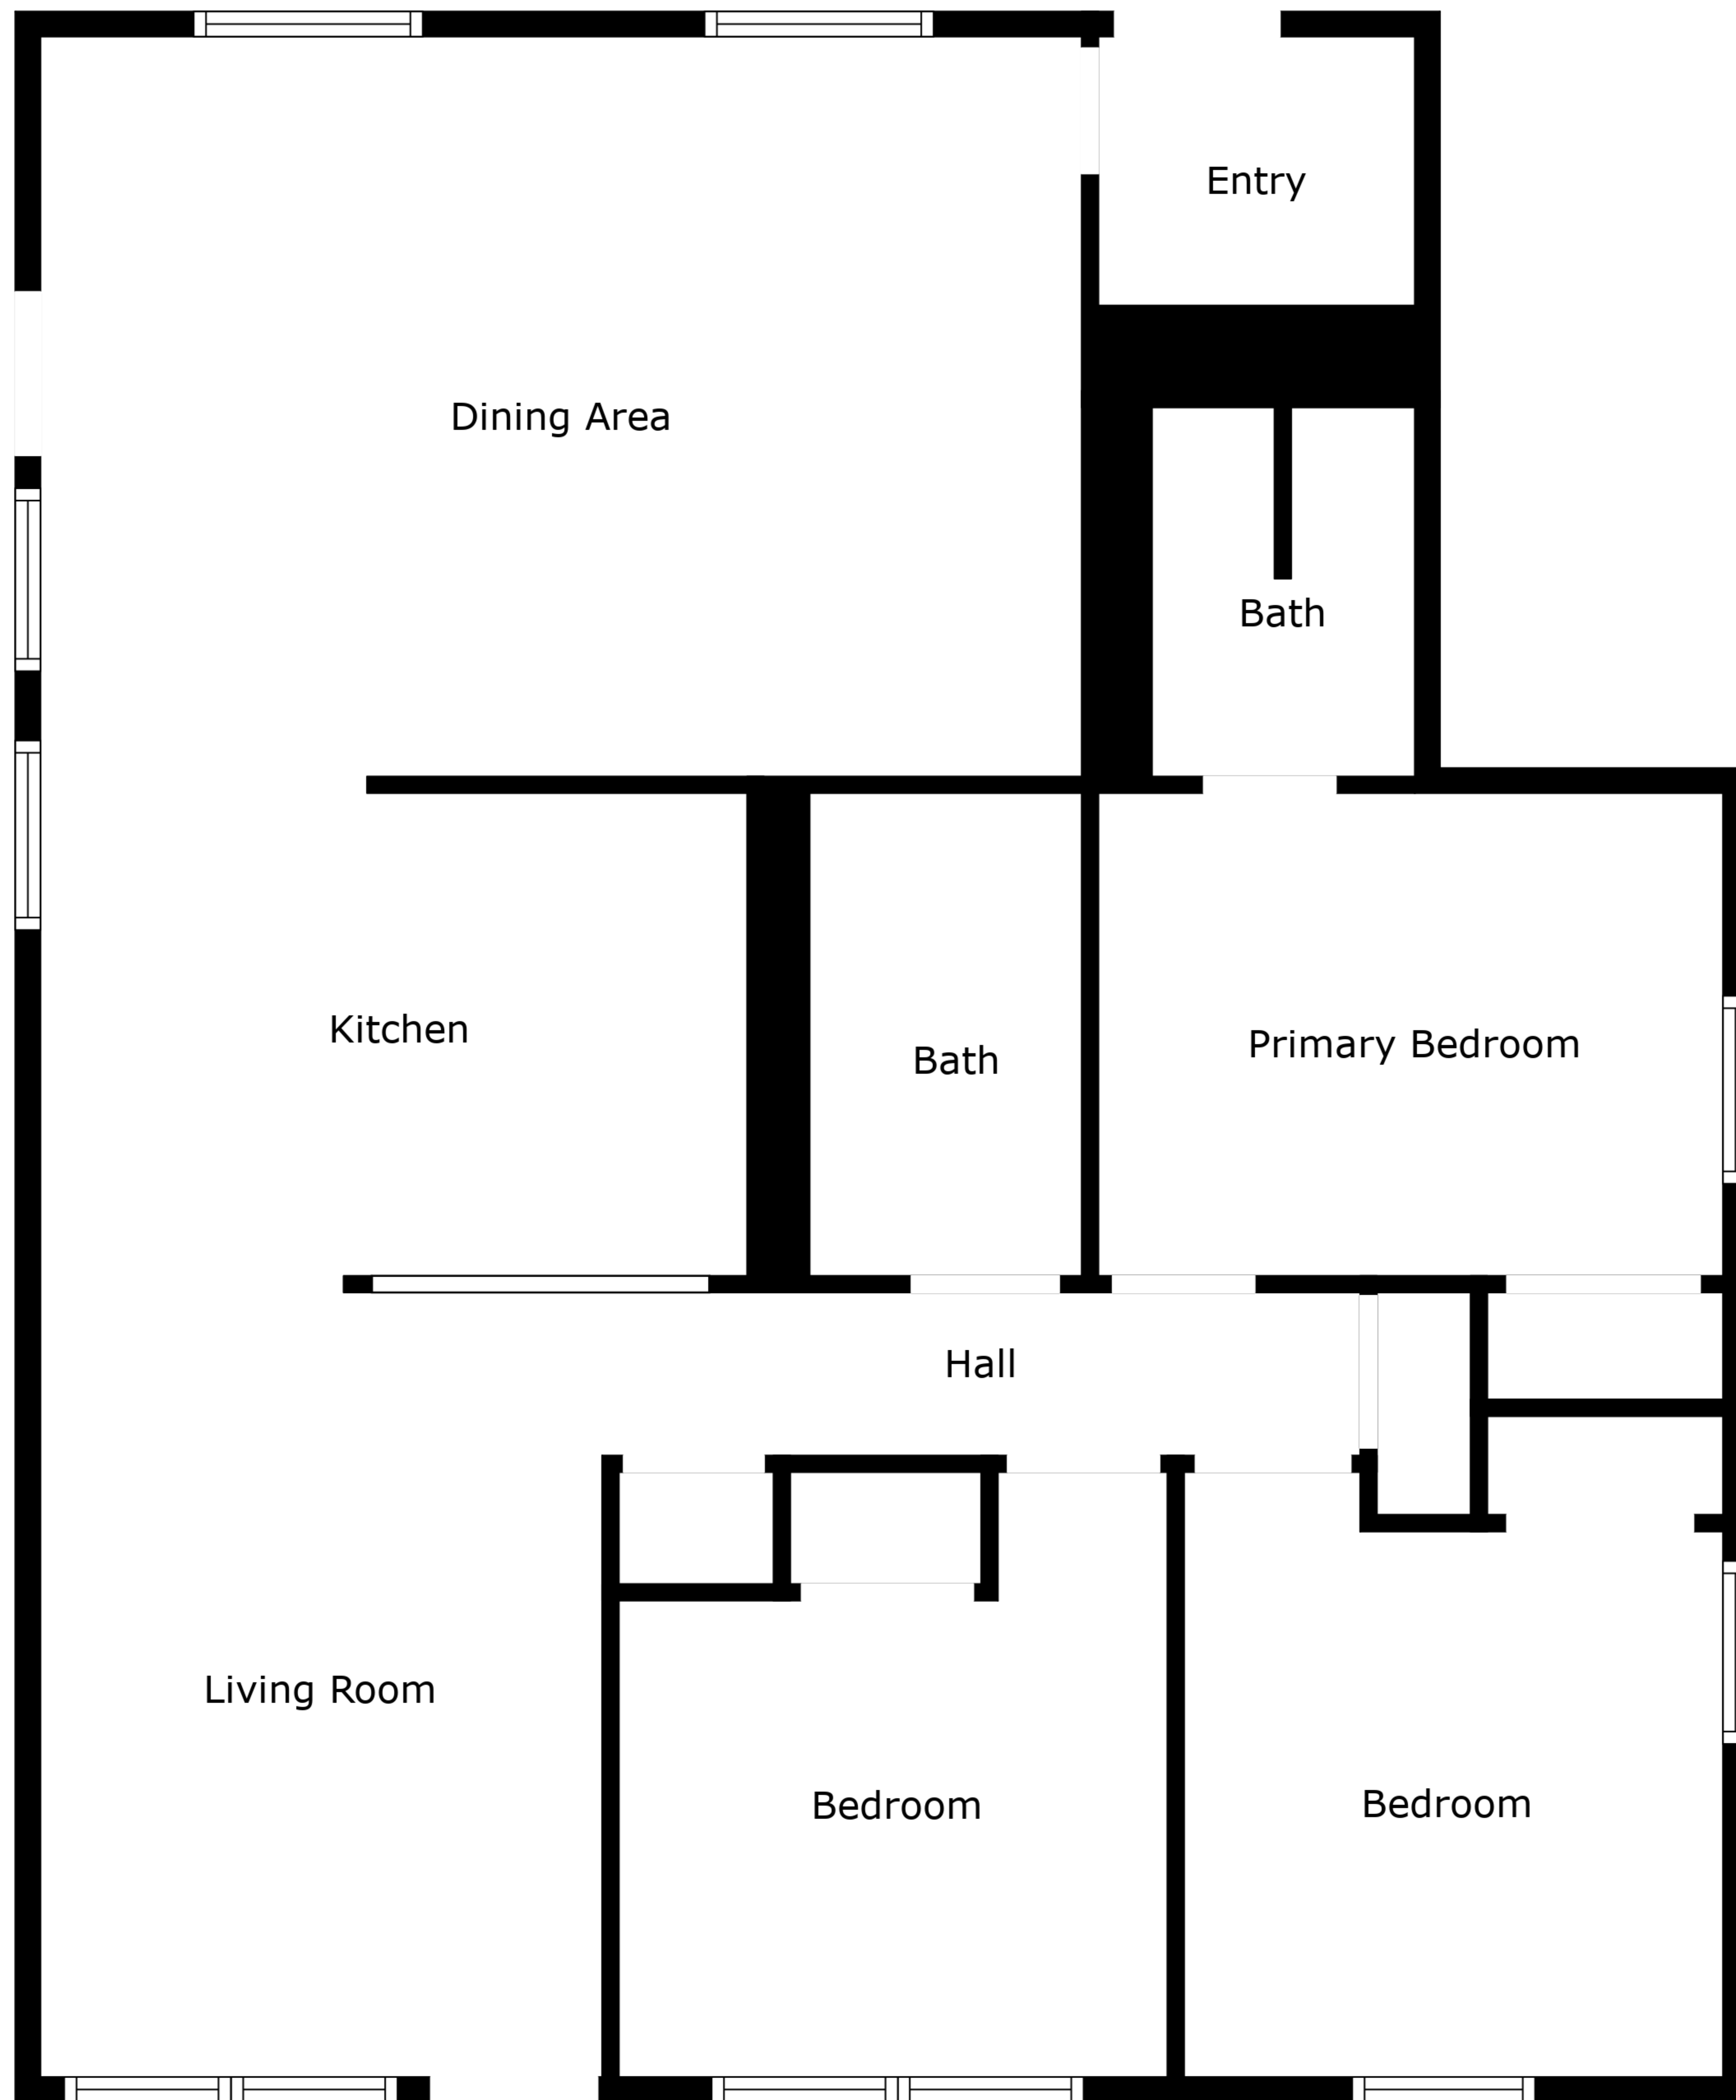 Entry
Dining Area
Bath
Kitchen
Bath
Primary Bedroom
Hall
Living Room
Bedroom
Bedroom